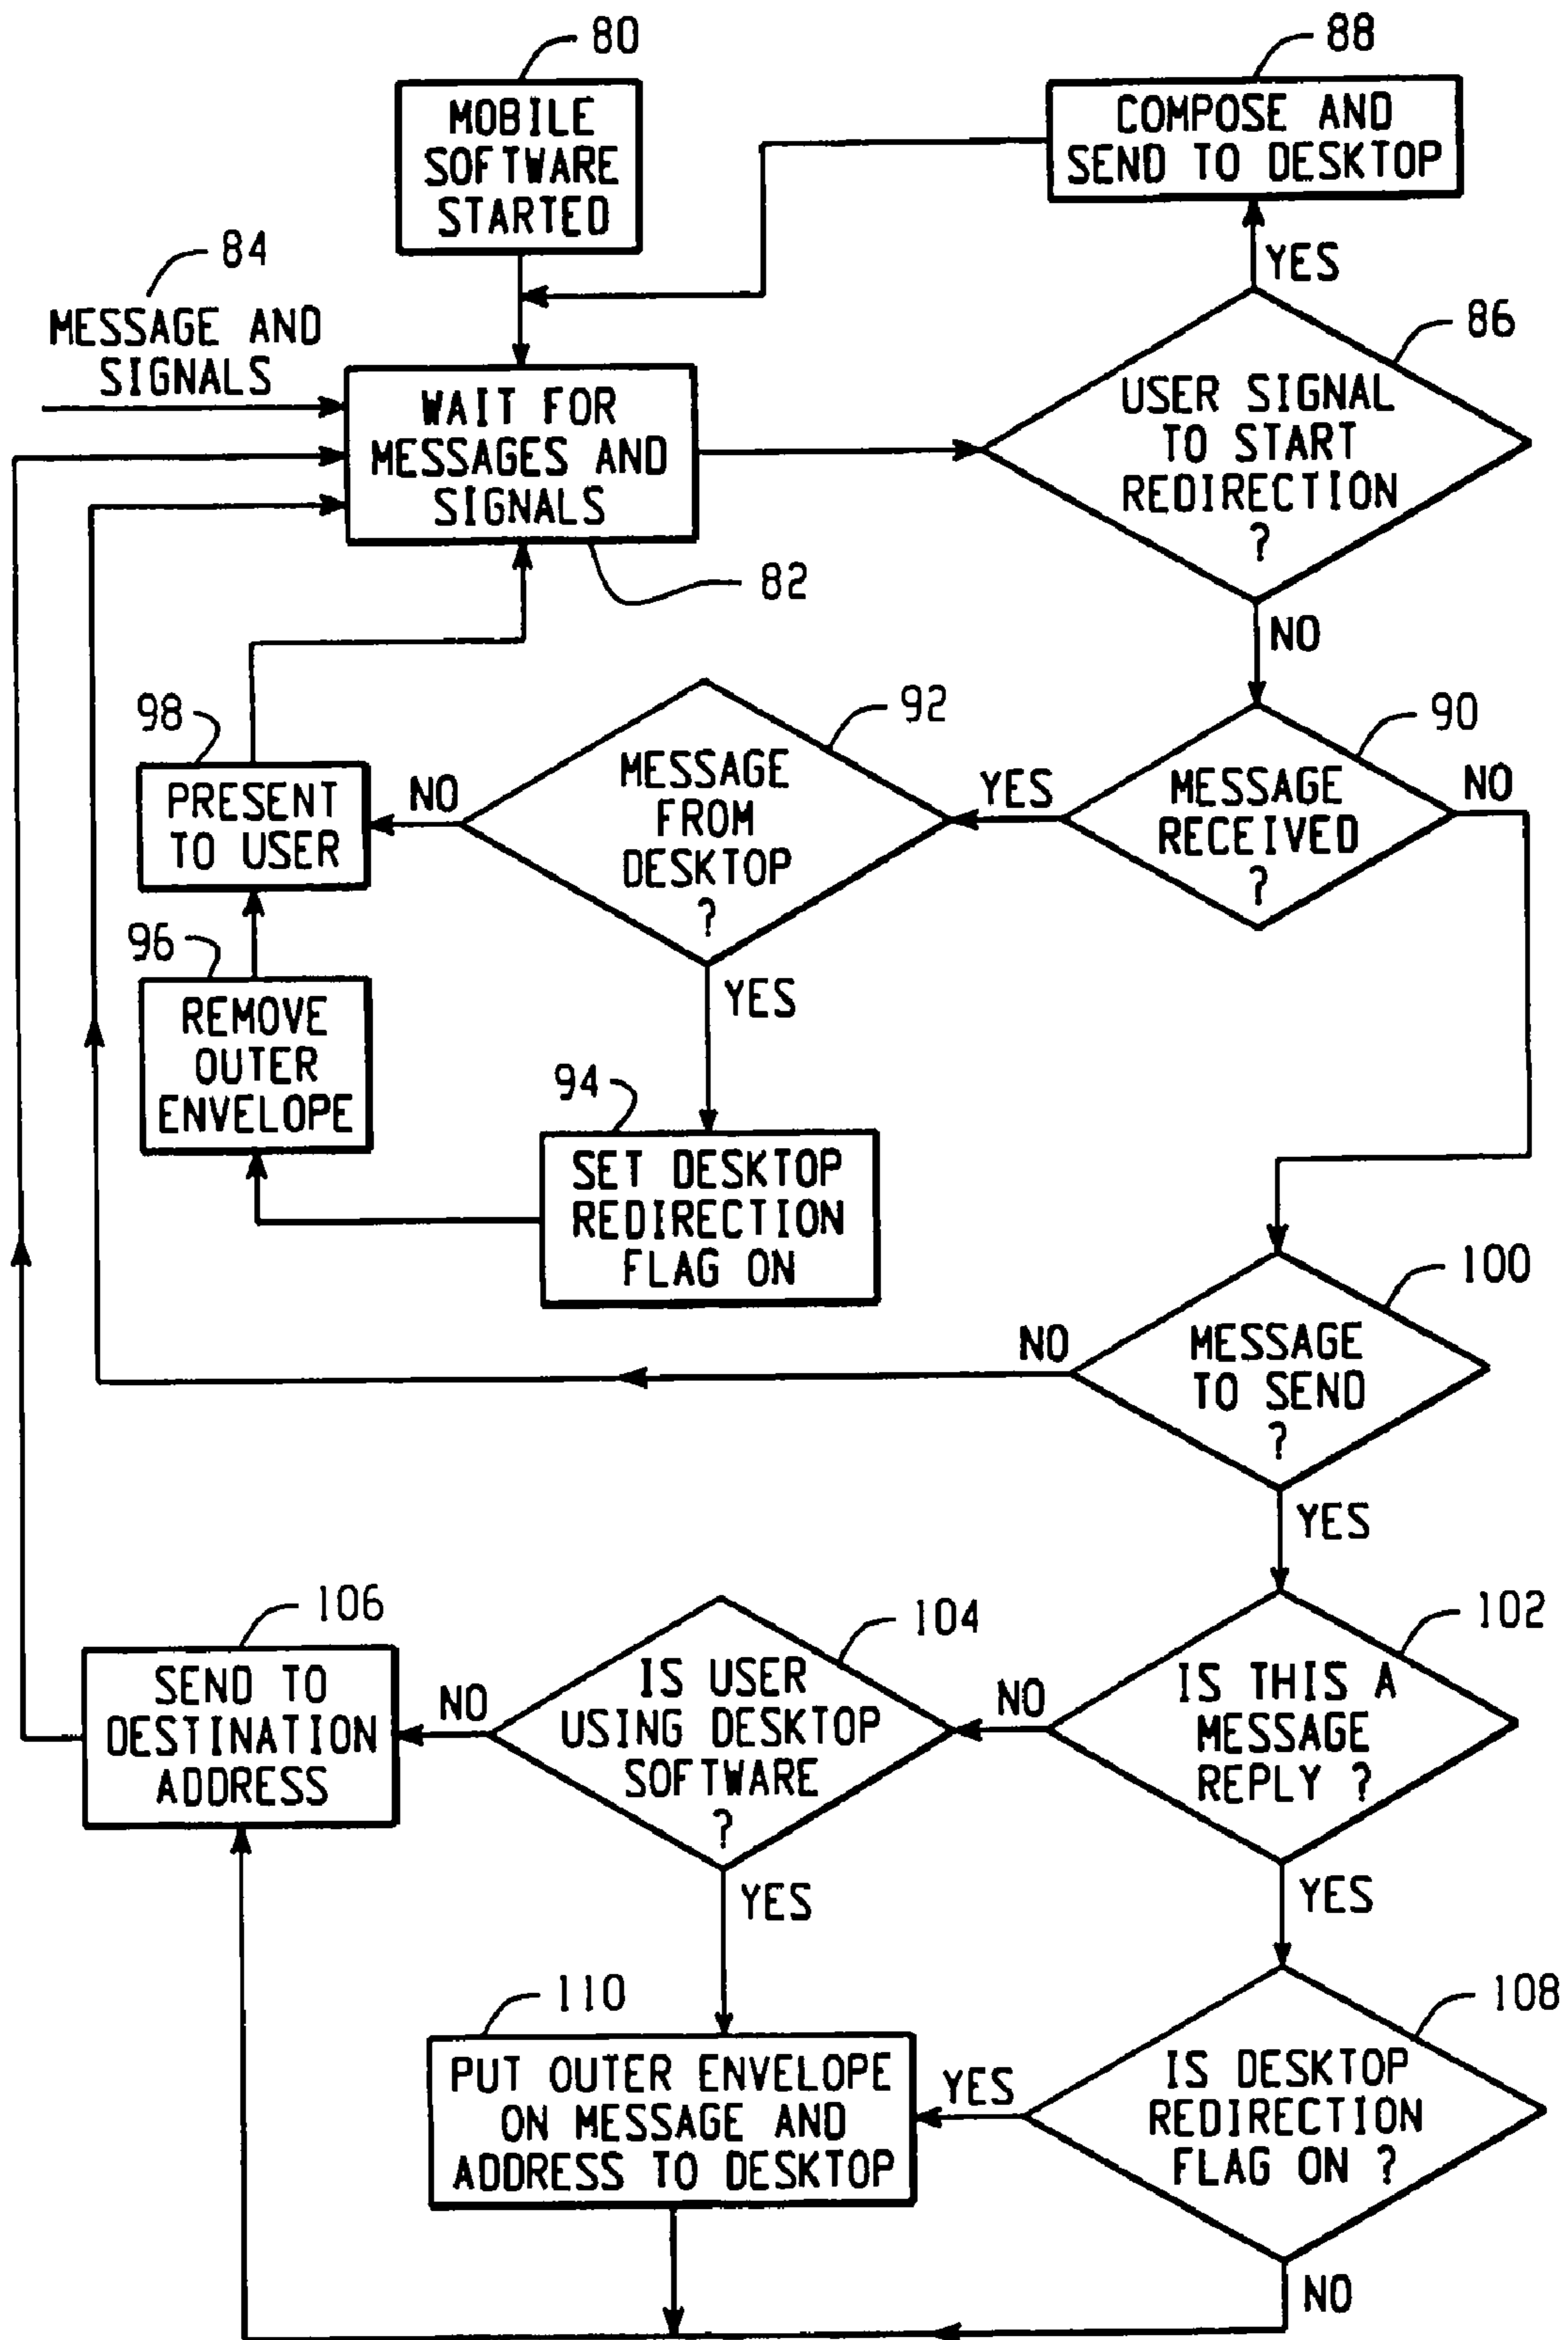 80
MOBILE
SOFTWARE
STARTED
88
COMPOSE AND
SEND TO DESKTOP
YES
84
MESSAGE AND
SIGNALS
WAIT FOR
MESSAGES AND
SIGNALS
82
86
USER SIGNAL
TO START
REDIRECTION
?
NO
98
PRESENT
TO USER
NO
92
MESSAGE
FROM
DESKTOP
?
YES
90
MESSAGE
RECEIVED
?
NO
96
REMOVE
OUTER
ENVELOPE
YES
94
SET DESKTOP
REDIRECTION
FLAG ON
100
NO
MESSAGE
TO SEND
?
YES
106
SEND TO
DESTINATION
ADDRESS
NO
104
IS USER
USING DESKTOP
SOFTWARE
?
NO
102
IS THIS A
MESSAGE
REPLY ?
YES
YES
110
PUT OUTER ENVELOPE
ON MESSAGE AND
ADDRESS TO DESKTOP
YES
108
IS DESKTOP
REDIRECTION
FLAG ON ?
NO